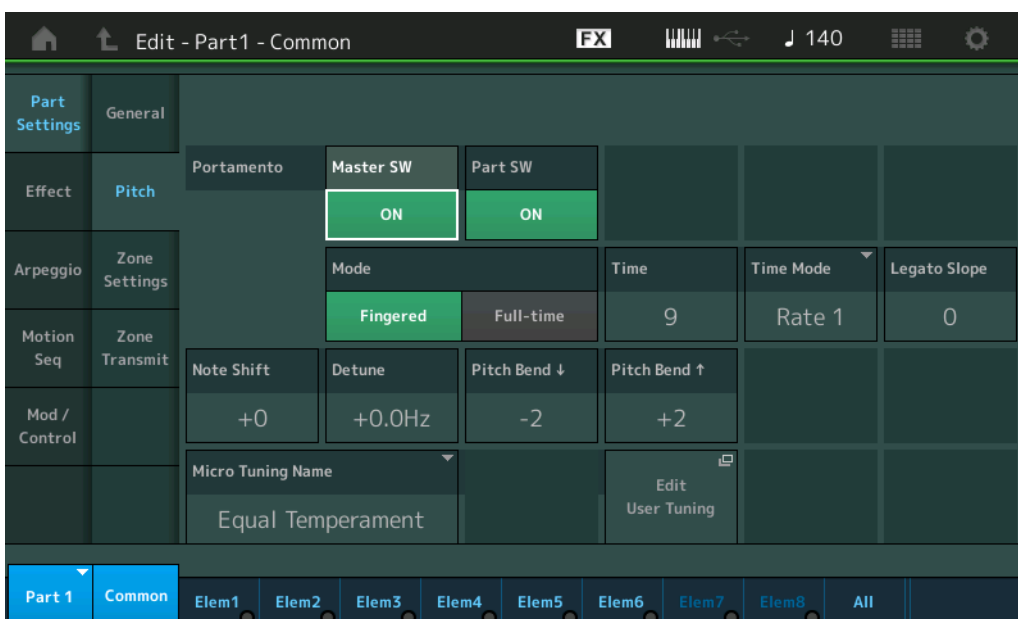 Edit - Part1 - Common
FX
♩ 140
Part
Settings
General
Portamento
Master SW
Part SW
Effect
Pitch
ON
ON
Arpeggio
Zone
Settings
Mode
Time
Time Mode
Legato Slope
Fingered
Full-time
9
Rate 1
0
Motion
Seq
Zone
Transmit
Note Shift
Detune
Pitch Bend ↓
Pitch Bend ↑
Mod /
Control
+0
+0.0Hz
-2
+2
Micro Tuning Name
Equal Temperament
Edit
User Tuning
Part 1
Common
Elem1
Elem2
Elem3
Elem4
Elem5
Elem6
Elem7
Elem8
All